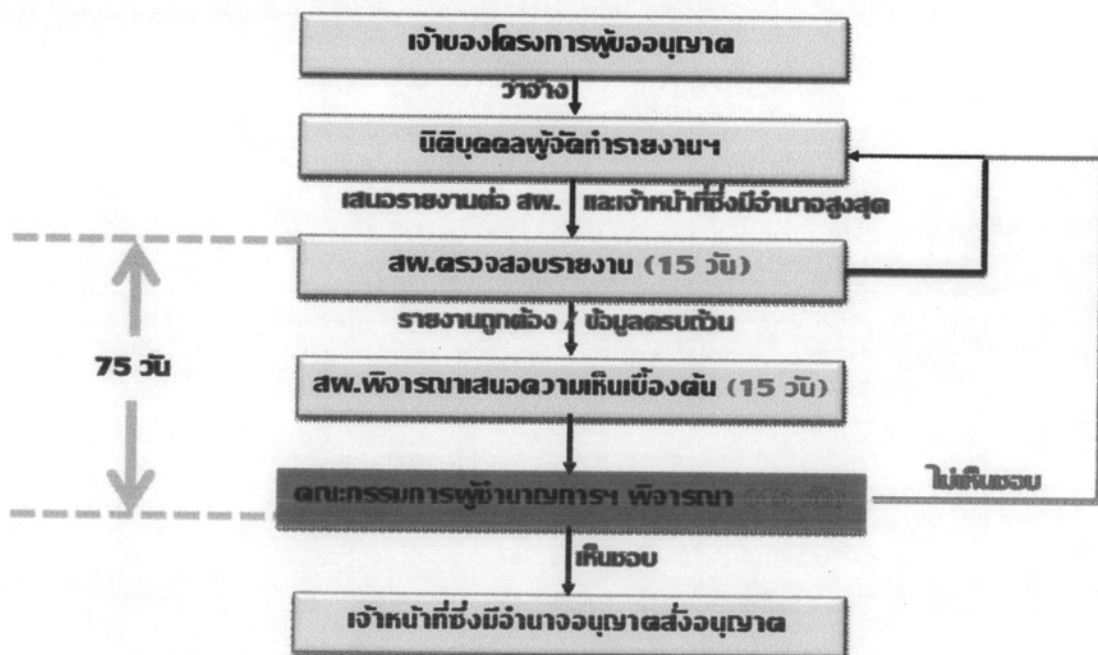 เจ้าของโครงการผู้ขออนุญาต
ว่าจ้าง
นิติบุคคลผู้จัดทำรายงานฯ
เสนอรายงานต่อ สผ. และเจ้าหน้าที่ซึ่งมีอำนาจสูงสุด
สผ.ตรวจสอบรายงาน (15 วัน)
รายงานถูกต้อง / ข้อมูลครบถ้วน
75 วัน
สผ.พิจารณาเสนอความเห็นเบื้องต้น (15 วัน)
คณะกรรมการผู้ชำนาญการฯ พิจารณา (45 วัน)
ไม่เห็นชอบ
เห็นชอบ
เจ้าหน้าที่ซึ่งมีอำนาจอนุญาตสั่งอนุญาต